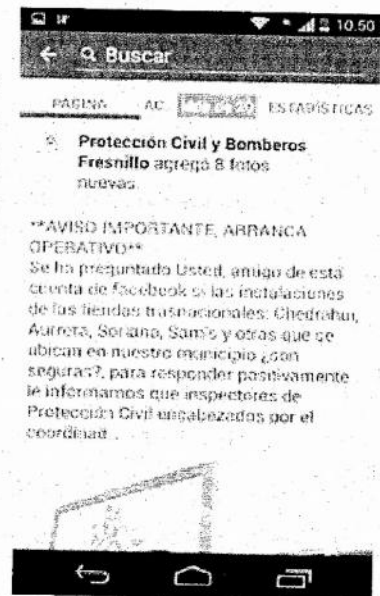 10.50
Buscar
PÁGINA AC ESTADÍSTICAS
Protección Civil y Bomberos
Fresnillo agregó 8 fotos
nuevas.
**AVISO IMPORTANTE, ARRANCA
OPERATIVO**
Se ha preguntado Usted, amigo de esta
cuenta de facebook si las instalaciones
de las tiendas trasnacionales: Chedrahui,
Aurrera, Soriana, Sam's y otras que se
ubican en nuestro municipio ¿son
seguras?, para responder positivamente
le informamos que inspectores de
Protección Civil encabezados por el
coordinad...